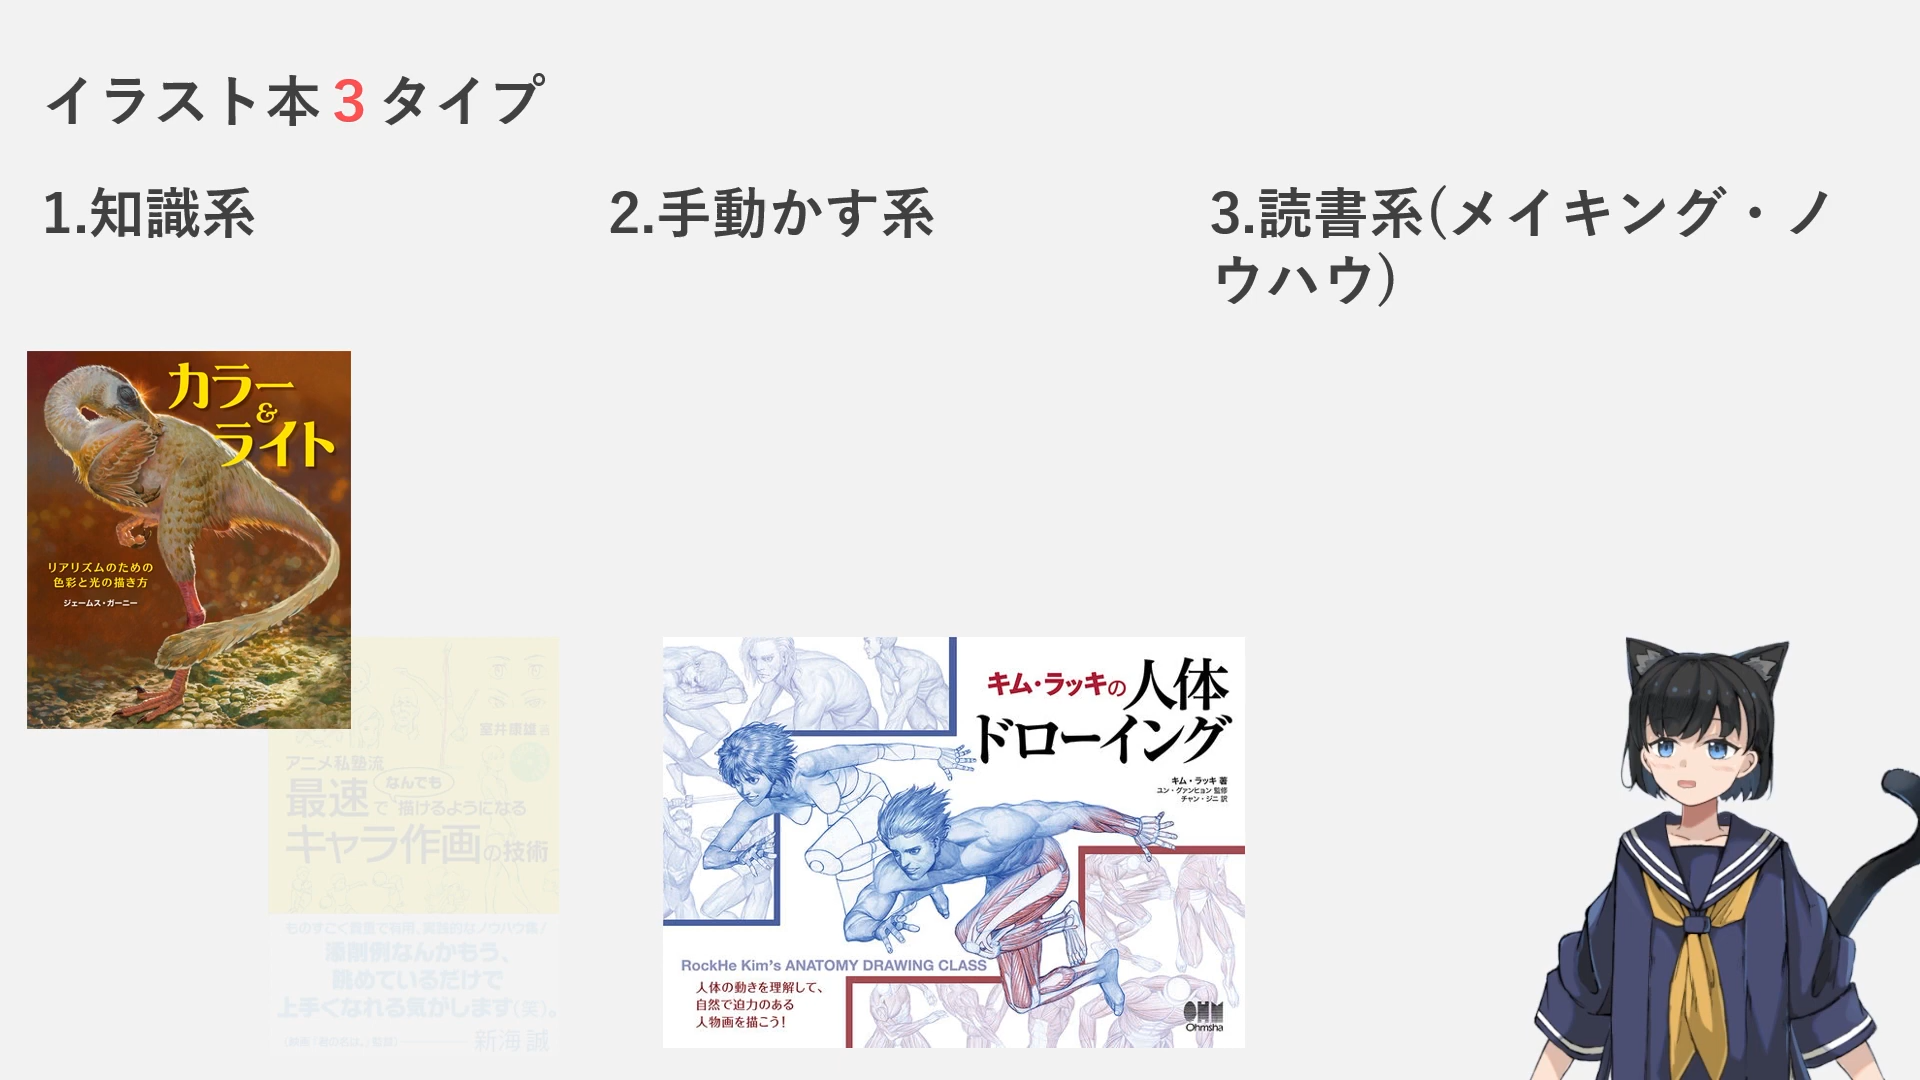 イラスト本3タイプ
1.知識系
2.手動かす系
3.読書系(メイキング・ノ
ウハウ)
カラー
&
ライト
リアリズムのための
色彩と光の描き方
ジェームス・ガーニー
室井康雄 著
アニメ私塾流
最速でなんでも描けるようになる
キャラ作画の技術
ものすごく貴重で有用、実践的なノウハウ集!
添削例なんかもう、
眺めているだけで
上手くなれる気がします(笑)。
新海 誠
キム・ラッキの人体
ドローイング
キム・ラッキ 著
ユン・グァンヒョン 監修
チャン・ジニ 訳
RockHe Kim's ANATOMY DRAWING CLASS
人体の動きを理解して、
自然で迫力のある
人物画を描こう!
OHM
Ohmsha